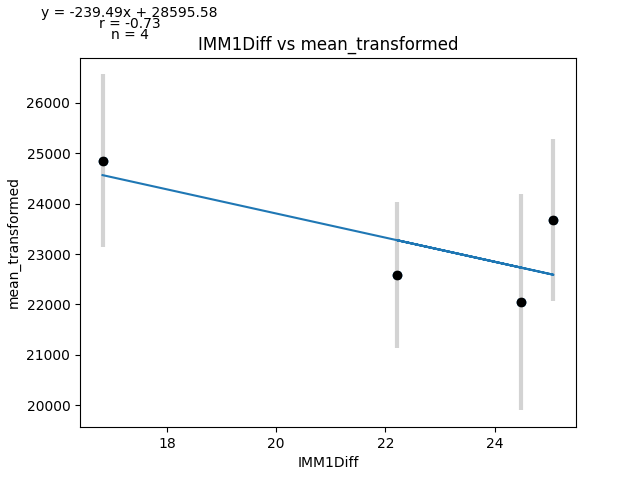 y = -239.49x + 28595.58
r = -0.73
n = 4
IMM1Diff vs mean_transformed
26000
25000
24000
23000
22000
21000
20000
mean_transformed
18
20
22
24
IMM1Diff